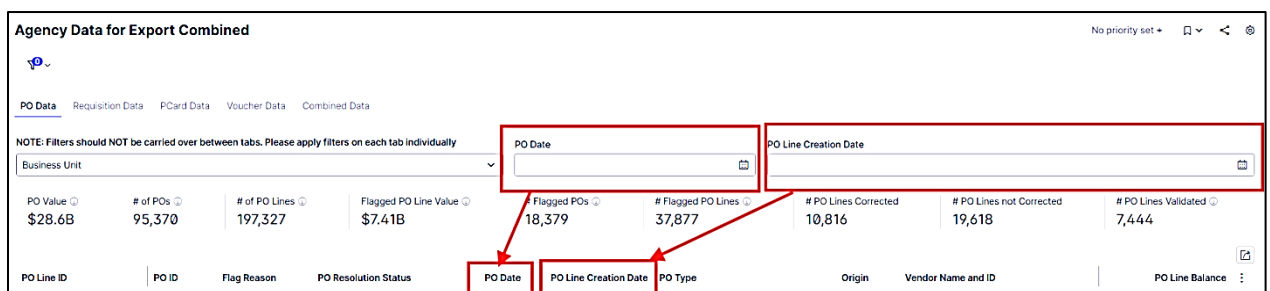 Agency Data for Export Combined
No priority set +
0
PO Data Requisition Data PCard Data Voucher Data Combined Data
NOTE: Filters should NOT be carried over between tabs. Please apply filters on each tab individually
PO Date
PO Line Creation Date
Business Unit
PO Value # of POs # of PO Lines Flagged PO Line Value # Flagged POs # Flagged PO Lines # PO Lines Corrected # PO Lines not Corrected # PO Lines Validated
$28.6B 95,370 197,327 $7.41B 18,379 37,877 10,816 19,618 7,444
PO Line ID PO ID Flag Reason PO Resolution Status PO Date PO Line Creation Date PO Type Origin Vendor Name and ID PO Line Balance